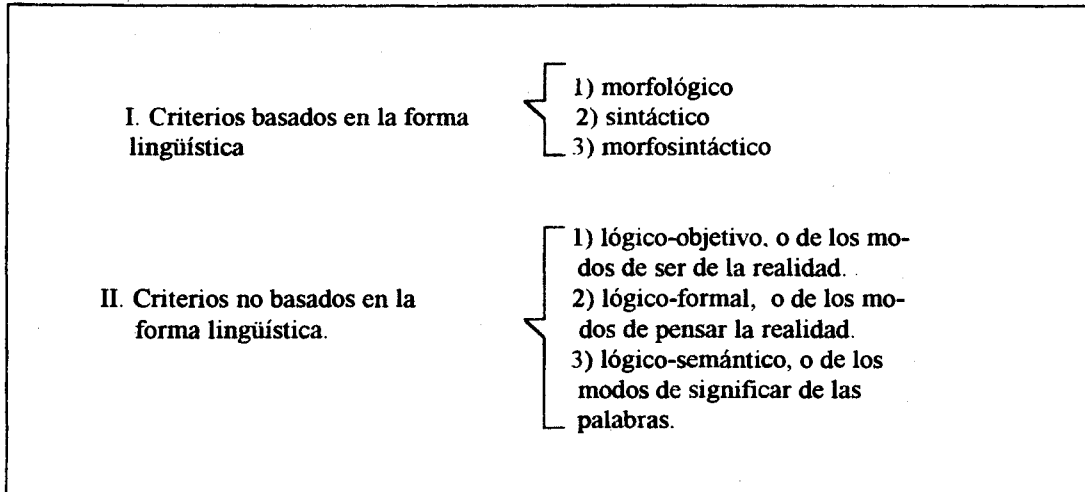 I. Criterios basados en la forma
lingüística
1) morfológico
2) sintáctico
3) morfosintáctico
II. Criterios no basados en la
forma lingüística.
1) lógico-objetivo, o de los mo-
dos de ser de la realidad.
2) lógico-formal, o de los mo-
dos de pensar la realidad.
3) lógico-semántico, o de los
modos de significar de las
palabras.